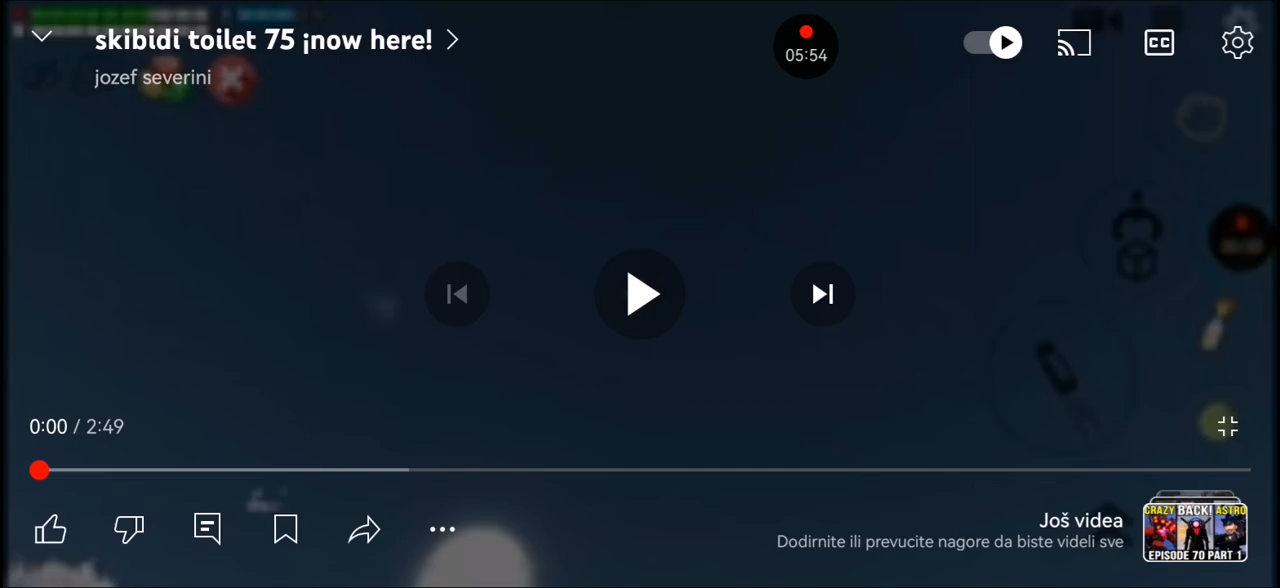 skibidi toilet 75 ¡now here!
jozef severini
05:54
CC
0:00 / 2:49
Još videa
Dodirnite ili prevucite nagore da biste videli sve
CRAZY BACK! ASTRO
EPISODE 70 PART 1